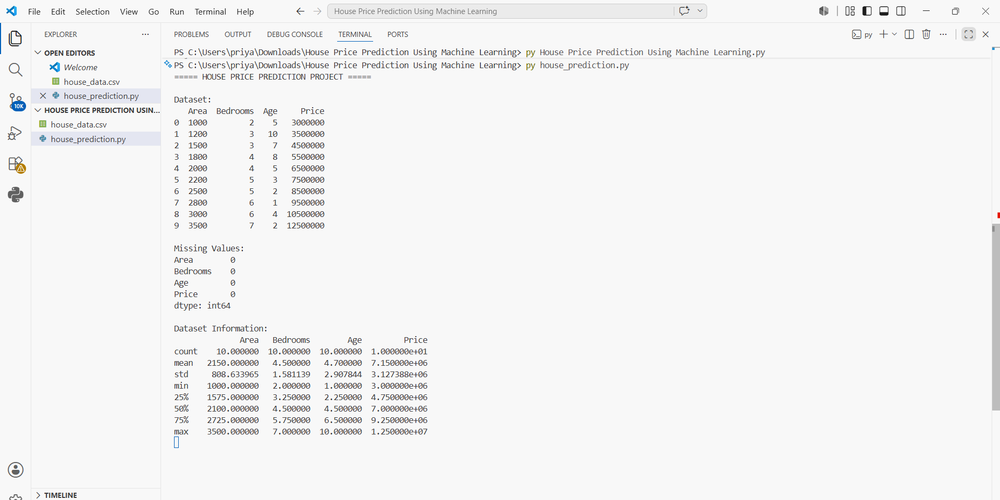 File Edit Selection View Go Run Terminal Help
House Price Prediction Using Machine Learning
EXPLORER
OPEN EDITORS
Welcome
house_data.csv
house_prediction.py
10K
HOUSE PRICE PREDICTION USIN...
house_data.csv
house_prediction.py
TIMELINE
PROBLEMS OUTPUT DEBUG CONSOLE TERMINAL PORTS
py
PS C:\Users\priya\Downloads\House Price Prediction Using Machine Learning> py House Price Prediction Using Machine Learning.py
PS C:\Users\priya\Downloads\House Price Prediction Using Machine Learning> py house_prediction.py
===== HOUSE PRICE PREDICTION PROJECT =====
Dataset:
Area Bedrooms Age Price
0 1000 2 5 3000000
1 1200 3 10 3500000
2 1500 3 7 4500000
3 1800 4 8 5500000
4 2000 4 5 6500000
5 2200 5 3 7500000
6 2500 5 2 8500000
7 2800 6 1 9500000
8 3000 6 4 10500000
9 3500 7 2 12500000
Missing Values:
Area 0
Bedrooms 0
Age 0
Price 0
dtype: int64
Dataset Information:
Area Bedrooms Age Price
count 10.000000 10.000000 10.000000 1.000000e+01
mean 2150.000000 4.500000 4.700000 7.150000e+06
std 808.633965 1.581139 2.907844 3.127388e+06
min 1000.000000 2.000000 1.000000 3.000000e+06
25% 1575.000000 3.250000 2.250000 4.750000e+06
50% 2100.000000 4.500000 4.500000 7.000000e+06
75% 2725.000000 5.750000 6.500000 9.250000e+06
max 3500.000000 7.000000 10.000000 1.250000e+07